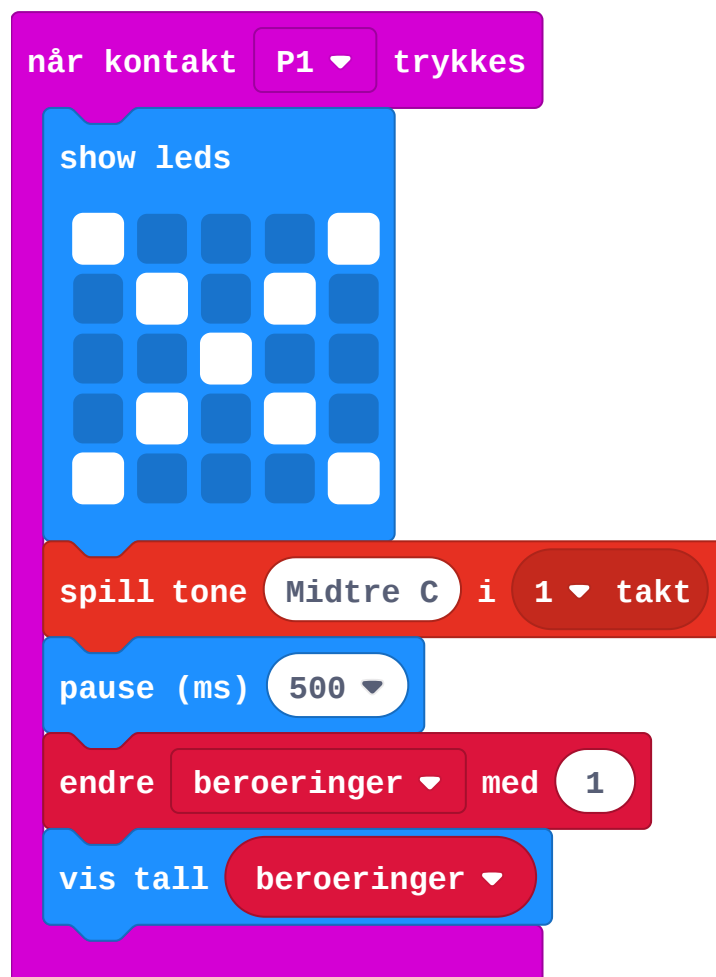 når kontakt P1 trykkes
show leds
spill tone Midtre C i 1 takt
pause (ms) 500
endre beroeringer med 1
vis tall beroeringer